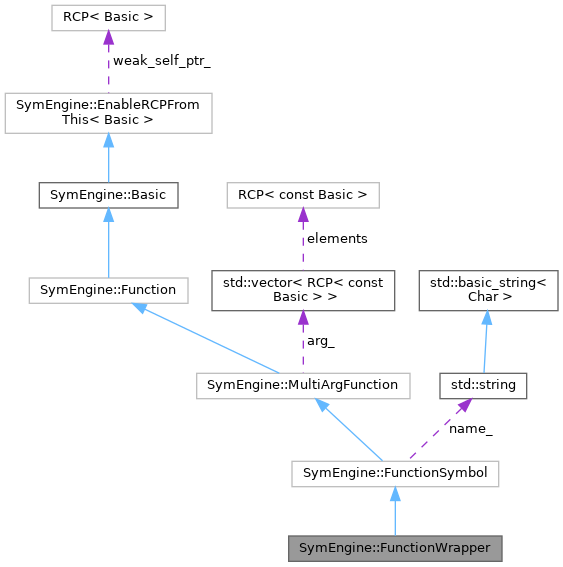 RCP< Basic >
weak_self_ptr_
SymEngine::EnableRCPFrom
This< Basic >
SymEngine::Basic
RCP< const Basic >
elements
SymEngine::Function
std::vector< RCP< const
Basic > >
std::basic_string<
Char >
arg_
SymEngine::MultiArgFunction
std::string
name_
SymEngine::FunctionSymbol
SymEngine::FunctionWrapper